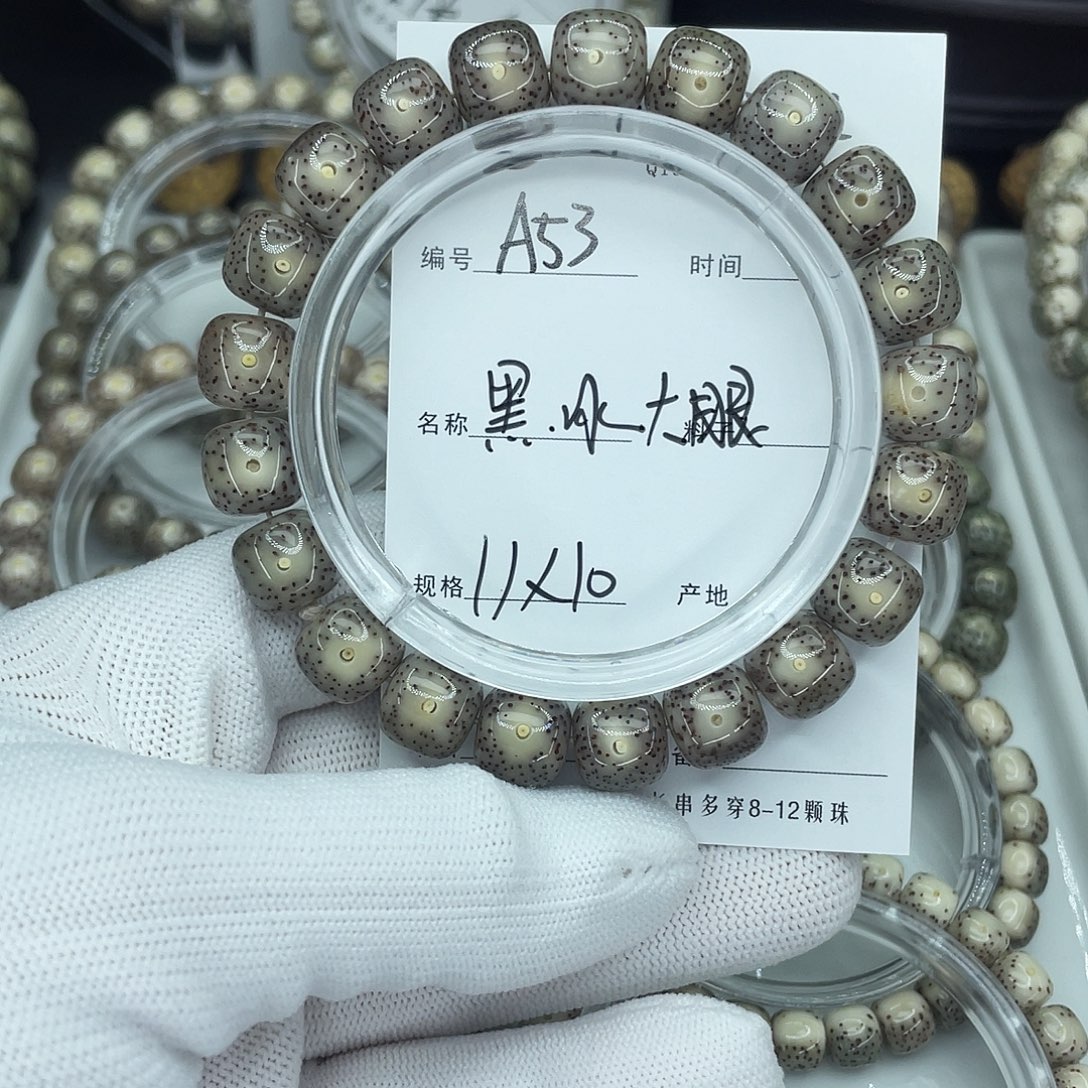 编号 A53 时间
名称 黑.冰大眼
规格 11X10 产地
串多穿8-12颗珠